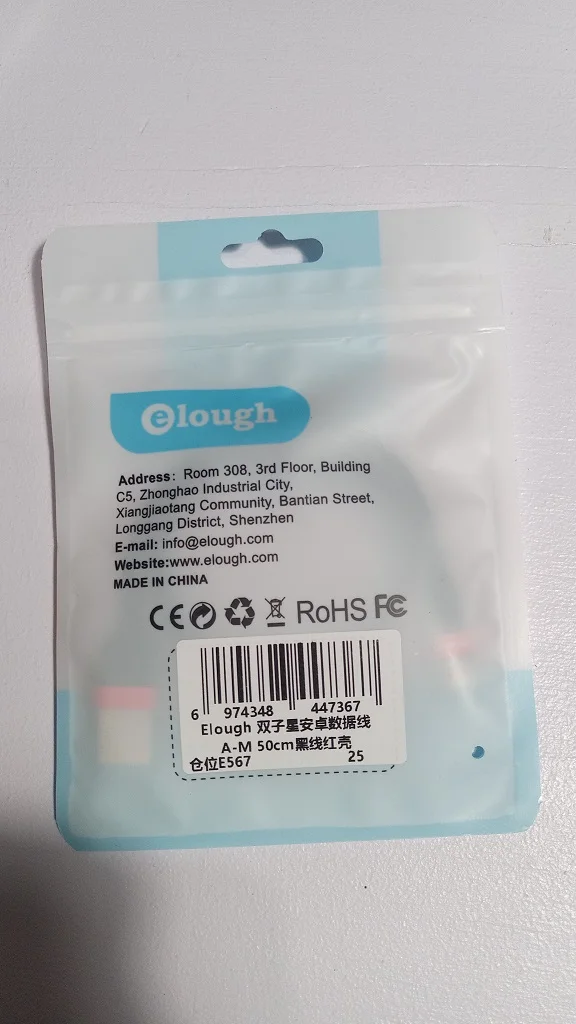 elough
Address: Room 308, 3rd Floor, Building
C5, Zhonghao Industrial City,
Xiangjiaotang Community, Bantian Street,
Longgang District, Shenzhen
E-mail: info@elough.com
Website:www.elough.com
MADE IN CHINA
CE RoHS FC
6 974348 447367
Elough 双子星安卓数据线
A-M 50cm黑线红壳
仓位E567 25